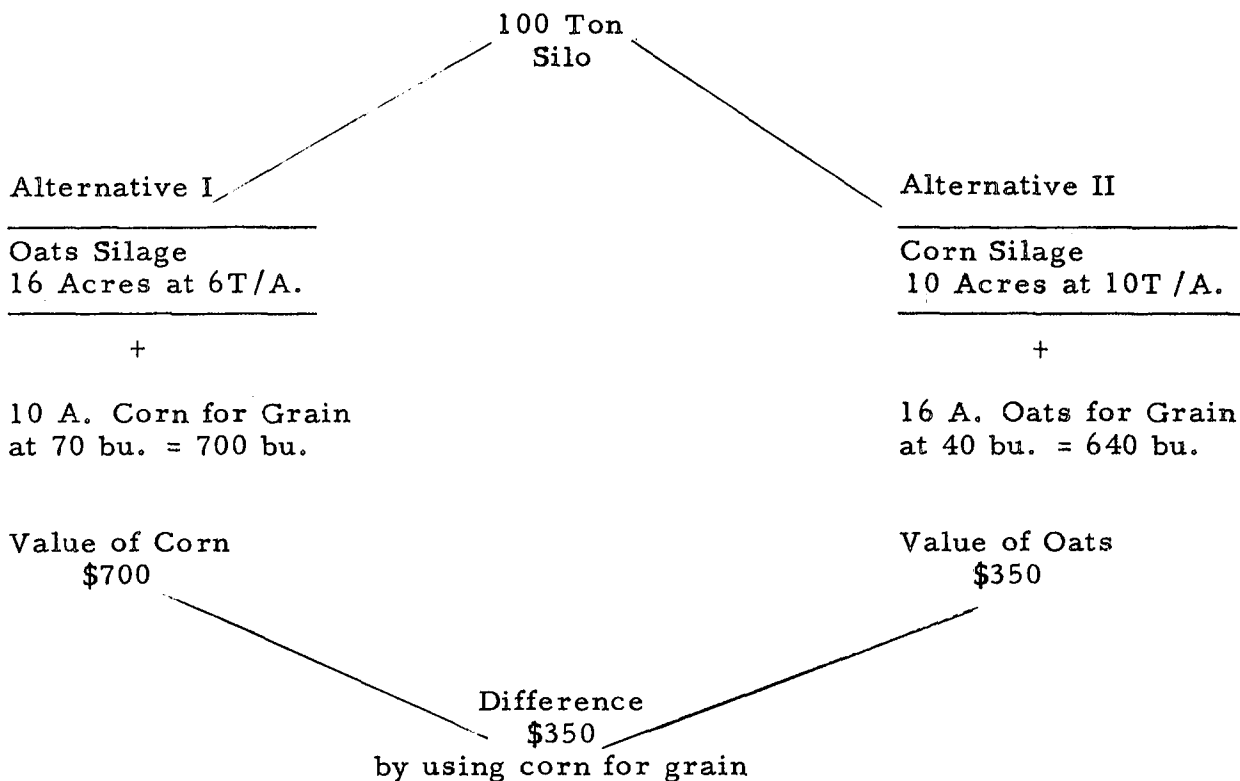 100 Ton
Silo
Alternative I
Oats Silage
16 Acres at 6T/A.
+
10 A. Corn for Grain
at 70 bu. = 700 bu.
Value of Corn
$700
Alternative II
Corn Silage
10 Acres at 10T /A.
+
16 A. Oats for Grain
at 40 bu. = 640 bu.
Value of Oats
$350
Difference
$350
by using corn for grain